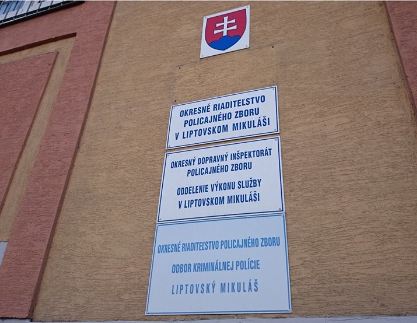 OKRESNÉ RIADITEĽSTVO
POLICAJNÉHO ZBORU
V LIPTOVSKOM MIKULÁŠI
OKRESNÝ DOPRAVNÝ INŠPEKTORÁT
POLICAJNÉHO ZBORU
ODDELENIE VÝKONU SLUŽBY
V LIPTOVSKOM MIKULÁŠI
OKRESNÉ RIADITEĽSTVO POLICAJNÉHO ZBORU
ODBOR KRIMINÁLNEJ POLÍCIE
LIPTOVSKÝ MIKULÁŠ